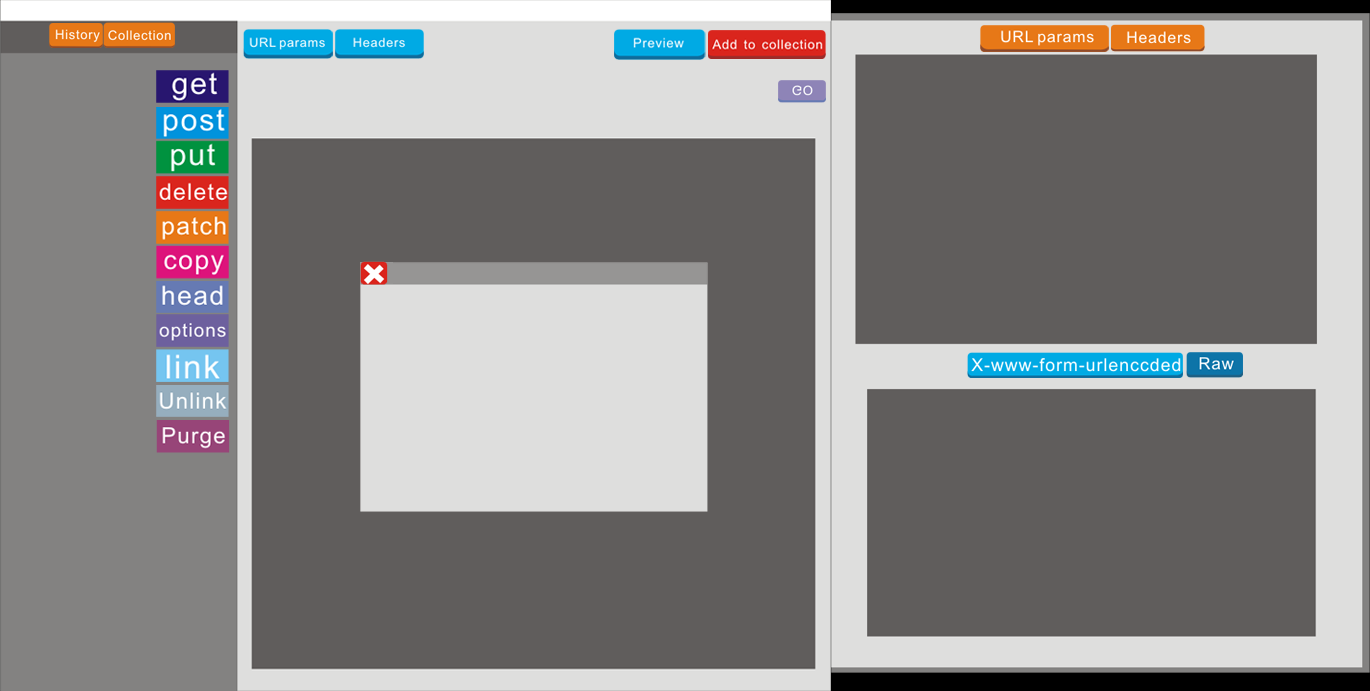 History
Collection
URL params
Headers
Preview
Add to collection
GO
get
post
put
delete
patch
copy
head
options
link
Unlink
Purge
URL params
Headers
X-www-form-urlenccded
Raw